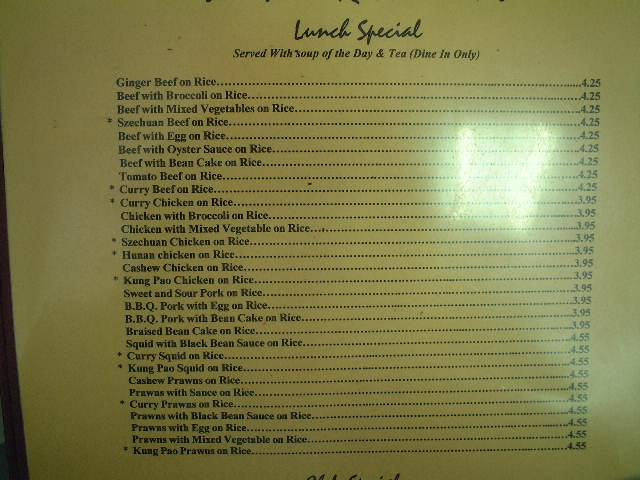 Lunch Special
Served With soup of the Day & Tea (Dine In Only)
Ginger Beef on Rice 4.25
Beef with Broccoli on Rice 4.25
Beef with Mixed Vegetables on Rice 4.25
* Szechuan Beef on Rice 4.25
Beef with Egg on Rice 4.25
Beef with Oyster Sauce on Rice 4.25
Beef with Bean Cake on Rice 4.25
Tomato Beef on Rice 4.25
* Curry Beef on Rice 4.25
* Curry Chicken on Rice 3.95
Chicken with Broccoli on Rice 3.95
Chicken with Mixed Vegetable on Rice 3.95
* Szechuan Chicken on Rice 3.95
* Hunan chicken on Rice 3.95
Cashew Chicken on Rice 3.95
* Kung Pao Chicken on Rice 3.95
Sweet and Sour Pork on Rice 3.95
B.B.Q. Pork with Egg on Rice 3.95
B.B.Q. Pork with Bean Cake on Rice 3.95
Braised Bean Cake on Rice 3.95
Squid with Black Bean Sauce on Rice 4.55
* Curry Squid on Rice 4.55
* Kung Pao Squid on Rice 4.55
Cashew Prawns on Rice 4.55
Prawns with Sauce on Rice 4.55
* Curry Prawns on Rice 4.55
Prawns with Black Bean Sauce on Rice 4.55
Prawns with Egg on Rice 4.55
Prawns with Mixed Vegetable on Rice 4.55
* Kung Pao Prawns on Rice 4.55